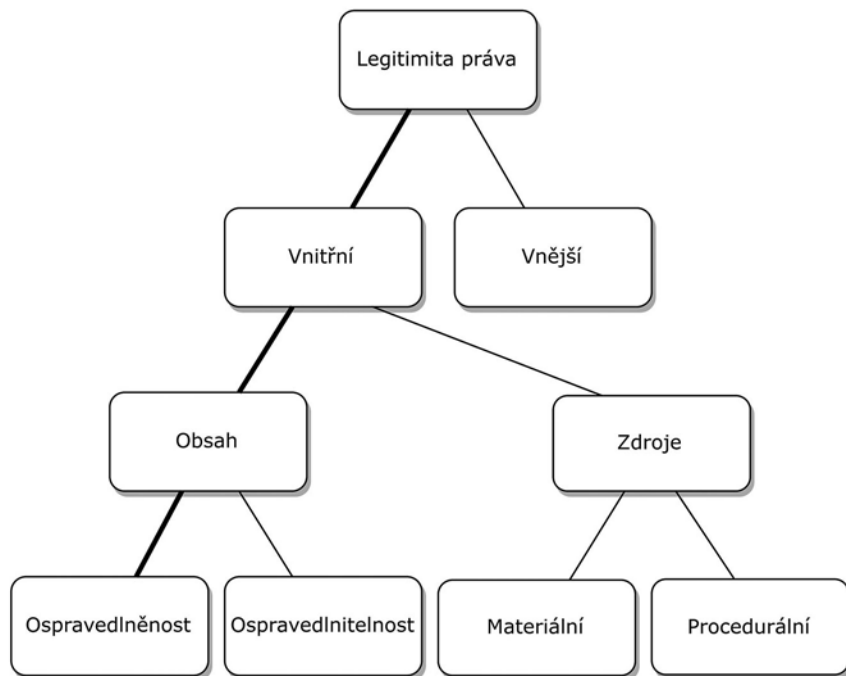 Legitimita práva
Vnitřní
Vnější
Obsah
Zdroje
Ospravedlněnost
Ospravedlnitelnost
Materiální
Procedurální